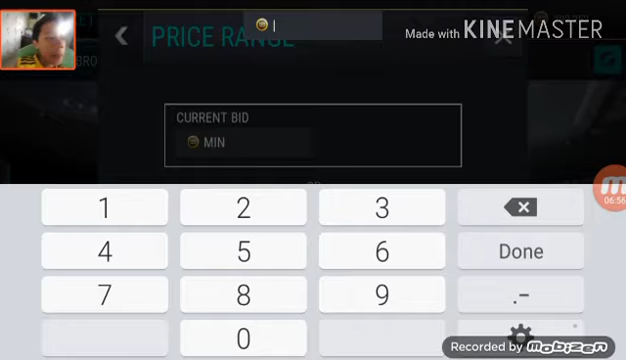 PRICE RANGE
Made with KINEMASTER
BRO
CURRENT BID
MIN
1 2 3
4 5 6 Done
7 8 9 .-
0
06:56
Recorded by mobizen